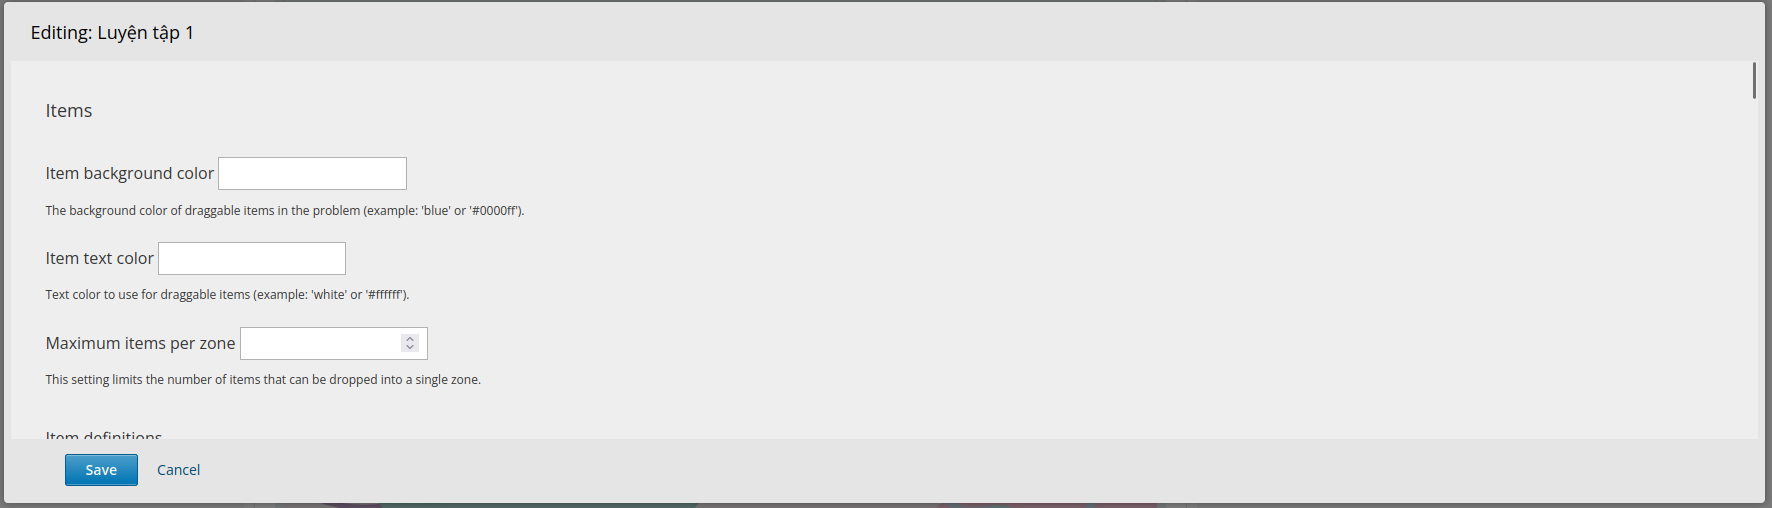 Editing: Luyện tập 1
Items
Item background color
The background color of draggable items in the problem (example: 'blue' or '#0000ff').
Item text color
Text color to use for draggable items (example: 'white' or '#ffffff').
Maximum items per zone
This setting limits the number of items that can be dropped into a single zone.
Item definitions
Save Cancel